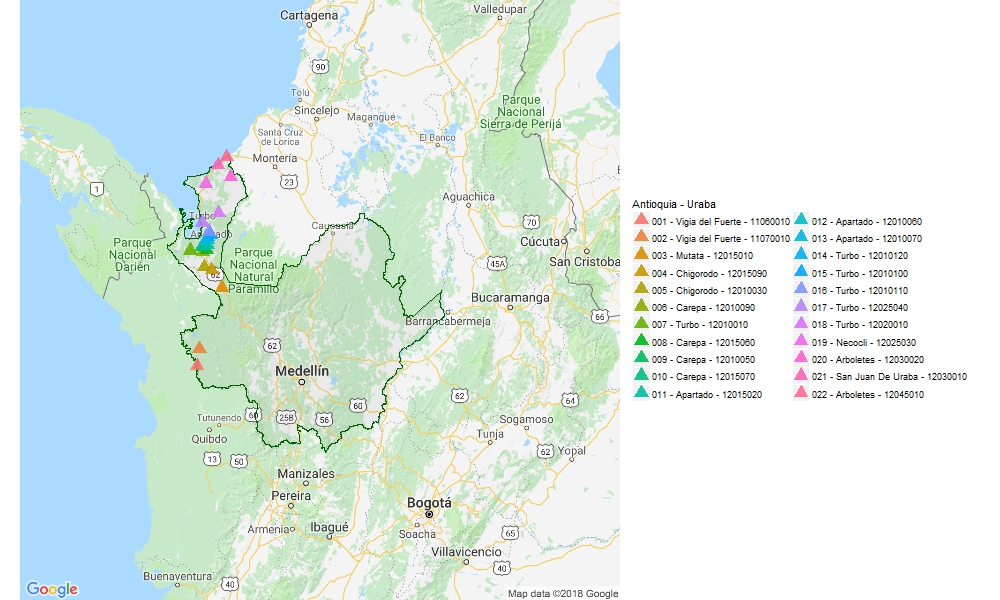 Cartagena
Valledupar
90
Tolú
Sincelejo
Parque
Nacional
Sierra de Perijá
Magangué
Santa Cruz
de Lorica
El Banco
Montería
1
23
Aguachica
Turbo
Caucasia
70
Cúcuta
Parque
Nacional
Darién
Parque
Nacional
Natural
Paramillo
San Cristoba
45A
62
Bucaramanga
Barrancabermeja
66
62
Medellín
62
64
60
Tutunendo
60
25B
56
Sogamoso
Quibdo
Tunja
62
Yopal
13
50
Manizales
Pereira
Bogotá
Armenia
Ibagué
Soacha
65
Villavicencio
40
Buenaventura
40
Google
Map data ©2018 Google
Antioquia - Uraba
001 - Vigia del Fuerte - 11060010
002 - Vigia del Fuerte - 11070010
003 - Mutata - 12015010
004 - Chigorodo - 12015090
005 - Chigorodo - 12010030
006 - Carepa - 12010090
007 - Turbo - 12010010
008 - Carepa - 12015060
009 - Carepa - 12010050
010 - Carepa - 12015070
011 - Apartado - 12015020
012 - Apartado - 12010060
013 - Apartado - 12010070
014 - Turbo - 12010120
015 - Turbo - 12010100
016 - Turbo - 12010110
017 - Turbo - 12025040
018 - Turbo - 12020010
019 - Necocli - 12025030
020 - Arboletes - 12030020
021 - San Juan De Uraba - 12030010
022 - Arboletes - 12045010